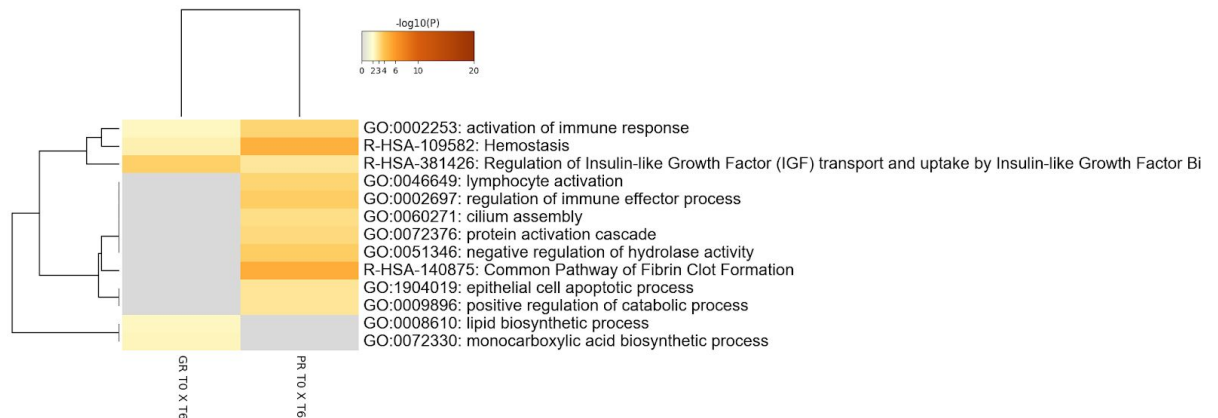 -log10(P)
0 2 3 4 6 10 20
GO:0002253: activation of immune response
R-HSA-109582: Hemostasis
R-HSA-381426: Regulation of Insulin-like Growth Factor (IGF) transport and uptake by Insulin-like Growth Factor Bi
GO:0046649: lymphocyte activation
GO:0002697: regulation of immune effector process
GO:0060271: cilium assembly
GO:0072376: protein activation cascade
GO:0051346: negative regulation of hydrolase activity
R-HSA-140875: Common Pathway of Fibrin Clot Formation
GO:1904019: epithelial cell apoptotic process
GO:0009896: positive regulation of catabolic process
GO:0008610: lipid biosynthetic process
GO:0072330: monocarboxylic acid biosynthetic process
GR T0 X T6
PR T0 X T6